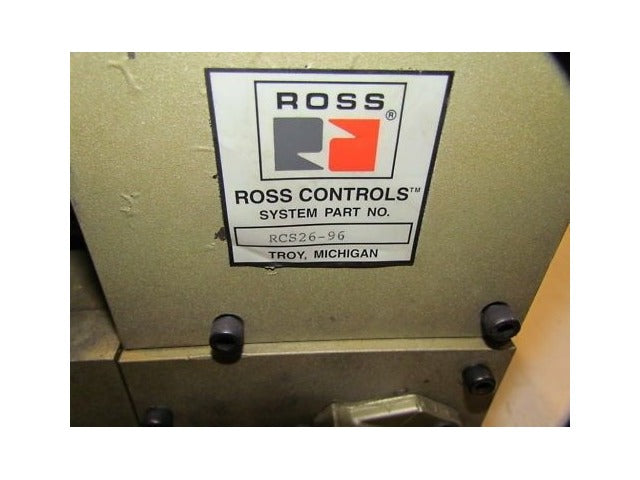 ROSS
®
ROSS CONTROLS™
SYSTEM PART NO.
RCS26-96
TROY, MICHIGAN